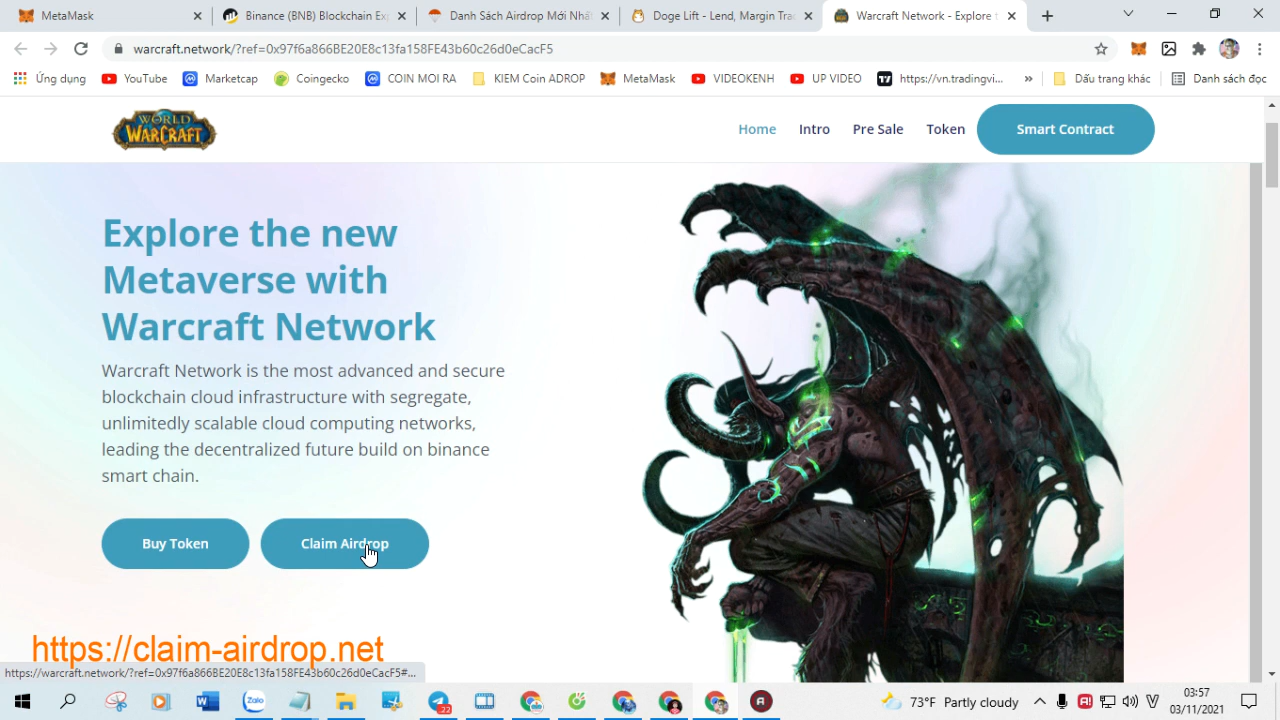 MetaMask
Binance (BNB) Blockchain Exp
Danh Sách Airdrop Mới Nhấ
Doge Lift - Lend, Margin Tra
Warcraft Network - Explore t
warcraft.network/?ref=0x97f6a866BE20E8c13fa158FE43b60c26d0eCacF5
Ứng dụng
YouTube
Marketcap
Coingecko
COIN MOI RA
KIEM Coin ADROP
MetaMask
VIDEOKENH
UP VIDEO
https://vn.tradingvi...
Dấu trang khác
Danh sách đọc
WORLD
WARCRAFT
Home
Intro
Pre Sale
Token
Smart Contract
Explore the new
Metaverse with
Warcraft Network
Warcraft Network is the most advanced and secure
blockchain cloud infrastructure with segregate,
unlimitedly scalable cloud computing networks,
leading the decentralized future build on binance
smart chain.
Buy Token
Claim Airdrop
https://claim-airdrop.net
https://warcraft.network/?ref=0x97f6a866BE20E8c13fa158FE43b60c26d0eCacF5#...
Zalo
22
73°F Partly cloudy
03:57
03/11/2021